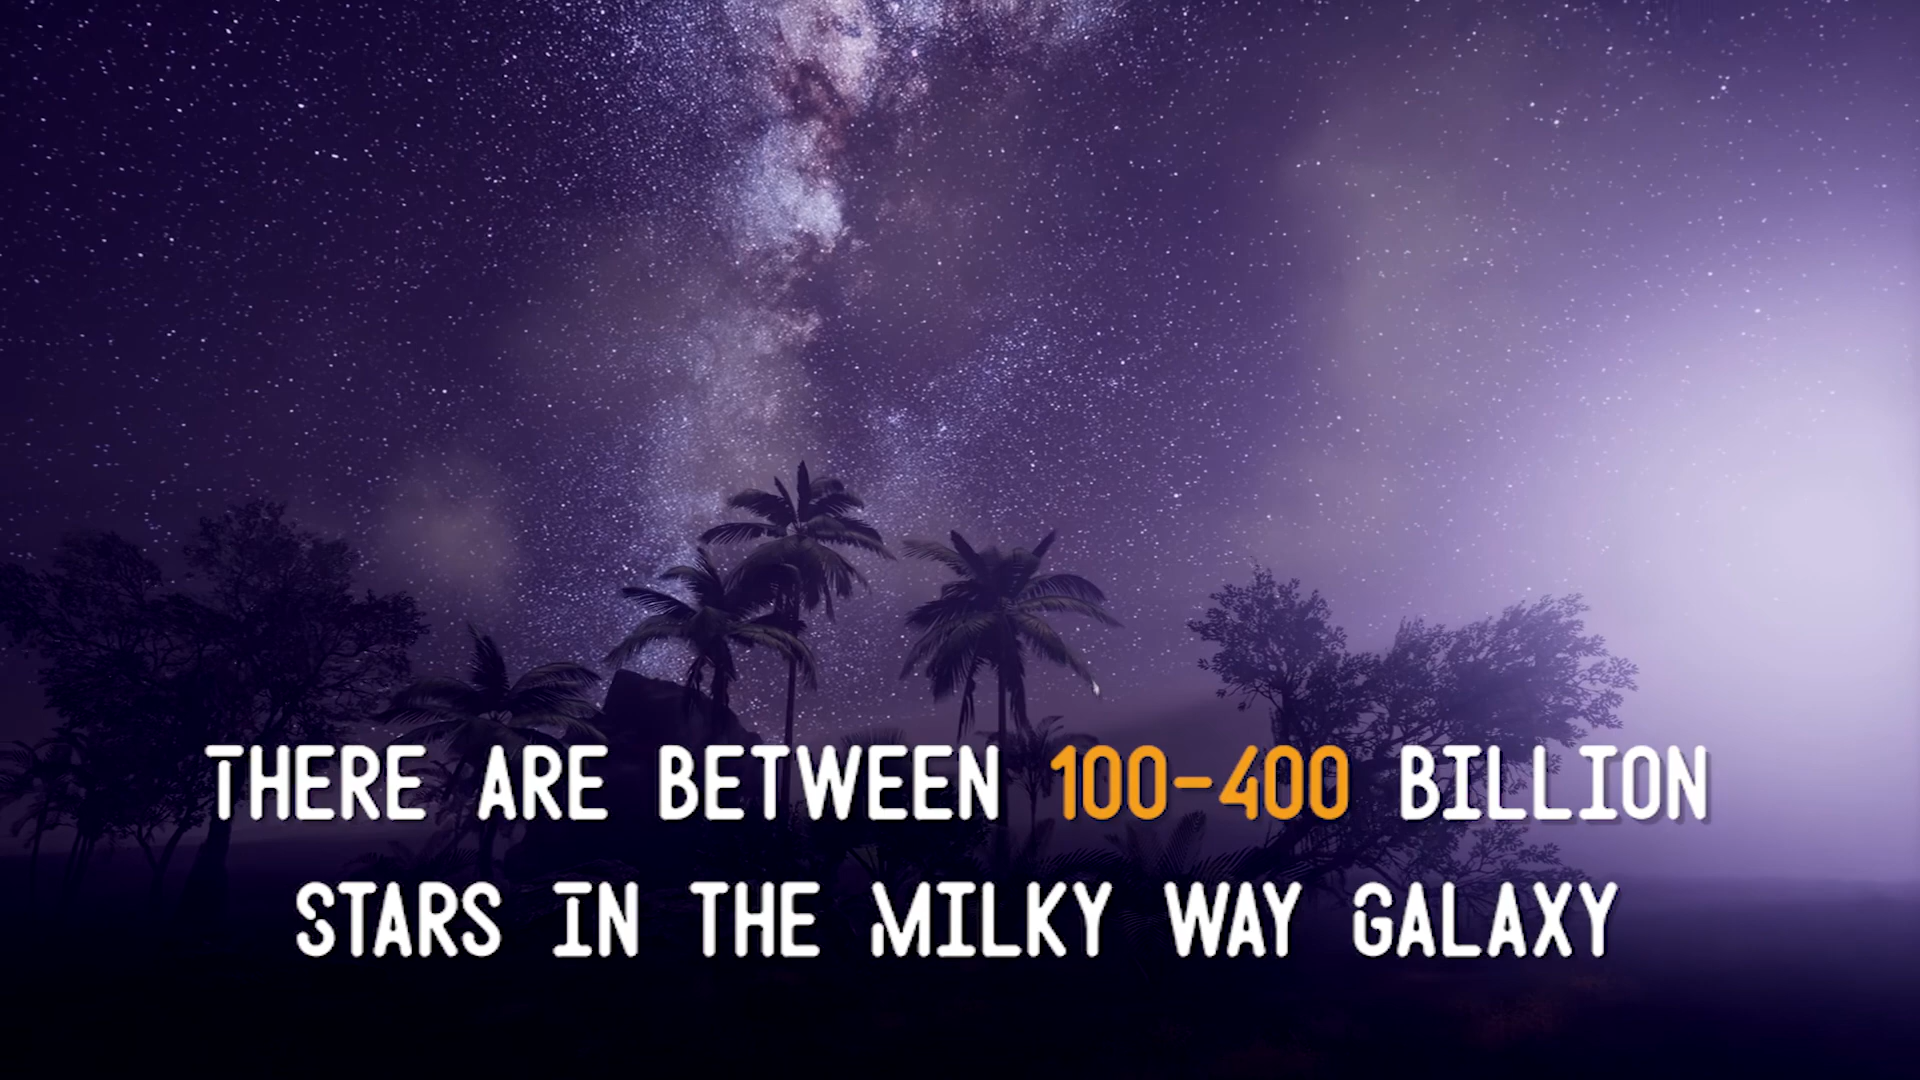 THERE ARE BETWEEN 100-400 BILLION
STARS IN THE MILKY WAY GALAXY